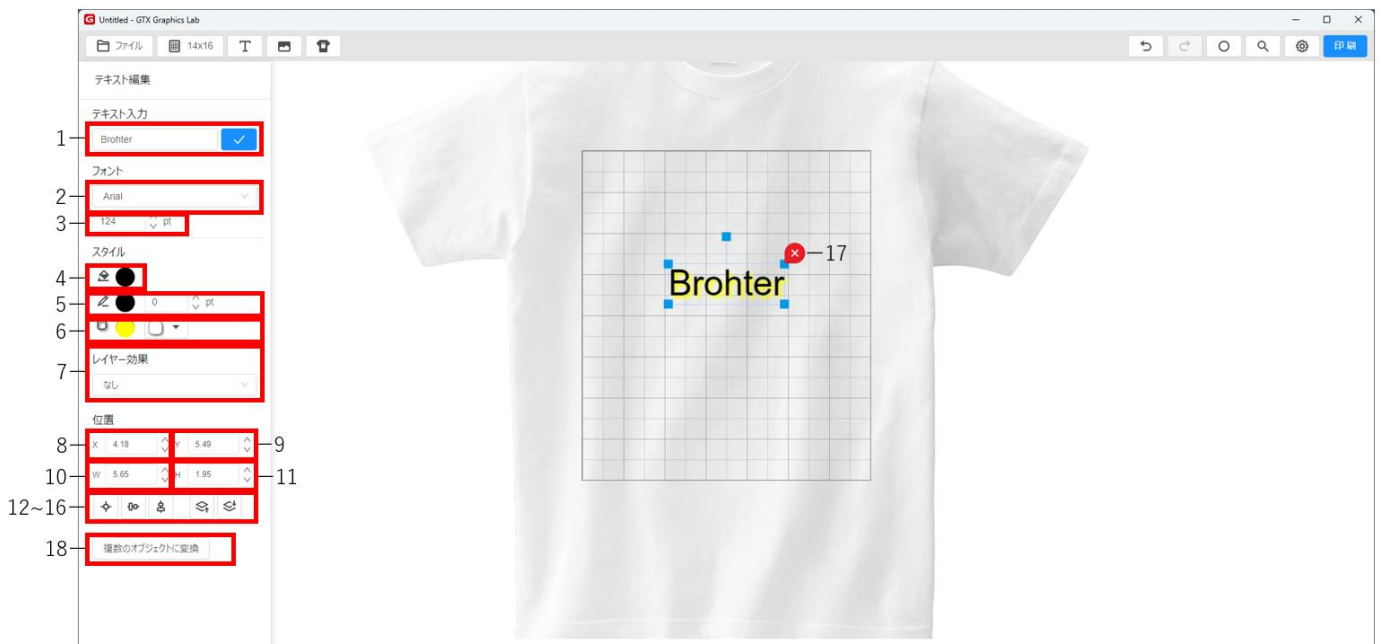 Untitled - GTX Graphics Lab
ファイル 14x16 T 印刷
テキスト編集
テキスト入力
1 Brohter
フォント
2 Arial
3 124 pt
スタイル
4
5 0 pt
6
レイヤー効果
7 なし
位置
8 X 4.18 Y 5.49 9
10 W 5.65 H 1.95 11
12~16
18 複数のオブジェクトに変換
17
Brohter